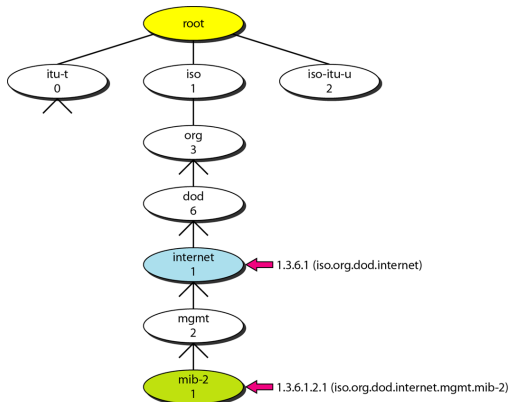 root
itu-t
0
iso
1
iso-itu-u
2
org
3
dod
6
internet
1
1.3.6.1 (iso.org.dod.internet)
mgmt
2
mib-2
1
1.3.6.1.2.1 (iso.org.dod.internet.mgmt.mib-2)